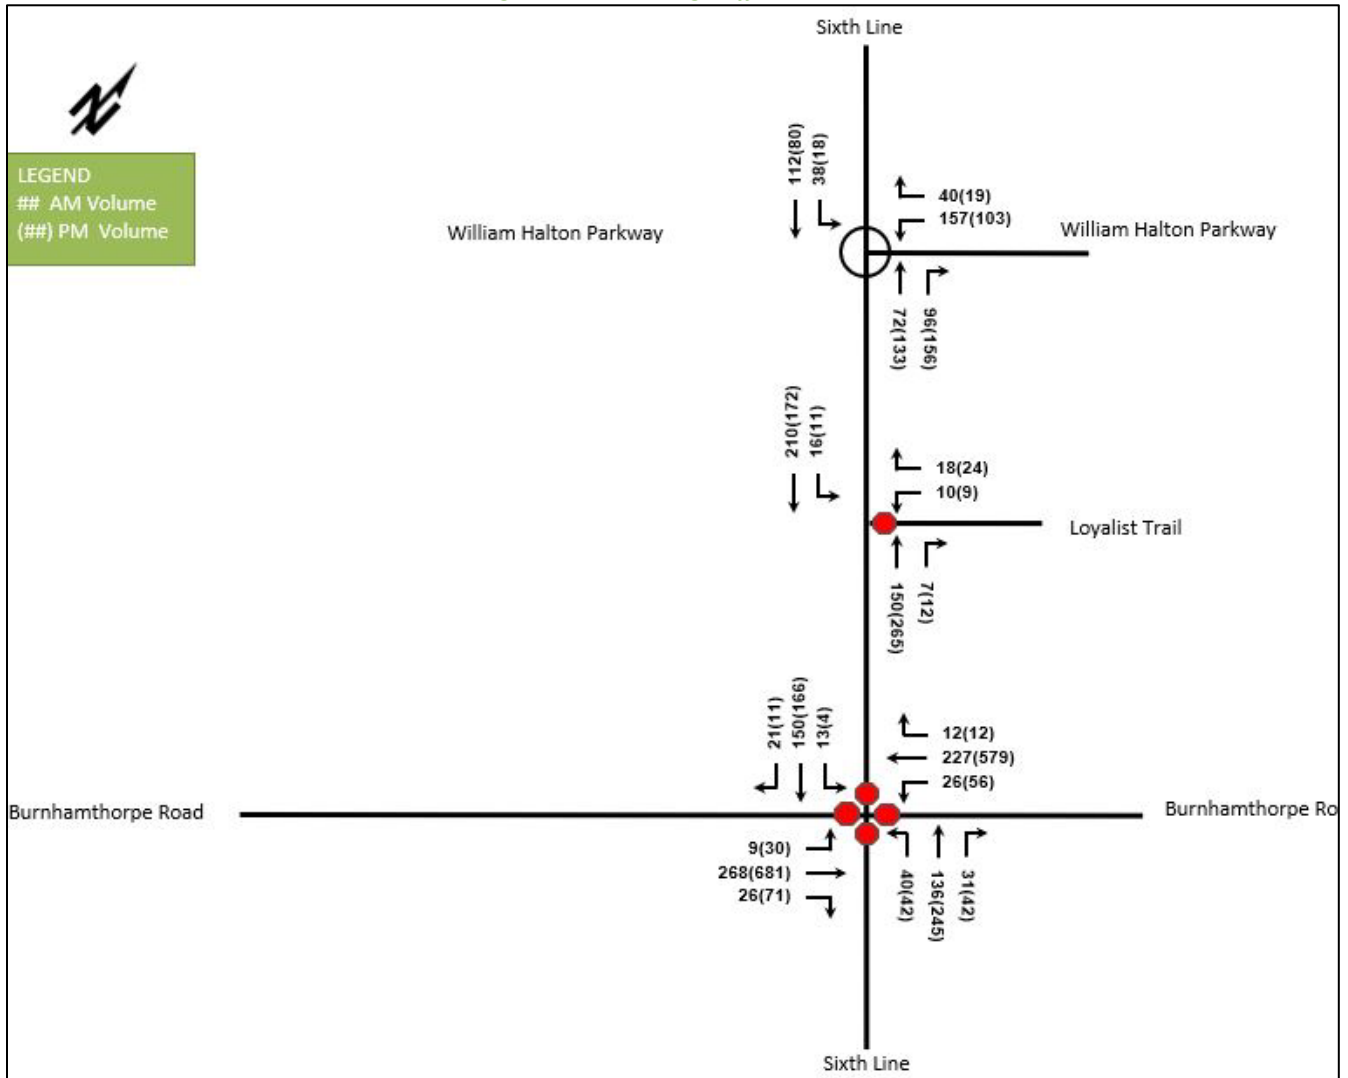 Sixth Line
LEGEND
## AM Volume
(##) PM Volume
112(80)
38(18)
40(19)
157(103)
William Halton Parkway
William Halton Parkway
72(133)
96(156)
210(172)
16(11)
18(24)
10(9)
Loyalist Trail
150(265)
7(12)
21(11)
150(166)
13(4)
12(12)
227(579)
26(56)
Burnhamthorpe Road
Burnhamthorpe Ro
9(30)
268(681)
26(71)
40(42)
136(245)
31(42)
Sixth Line